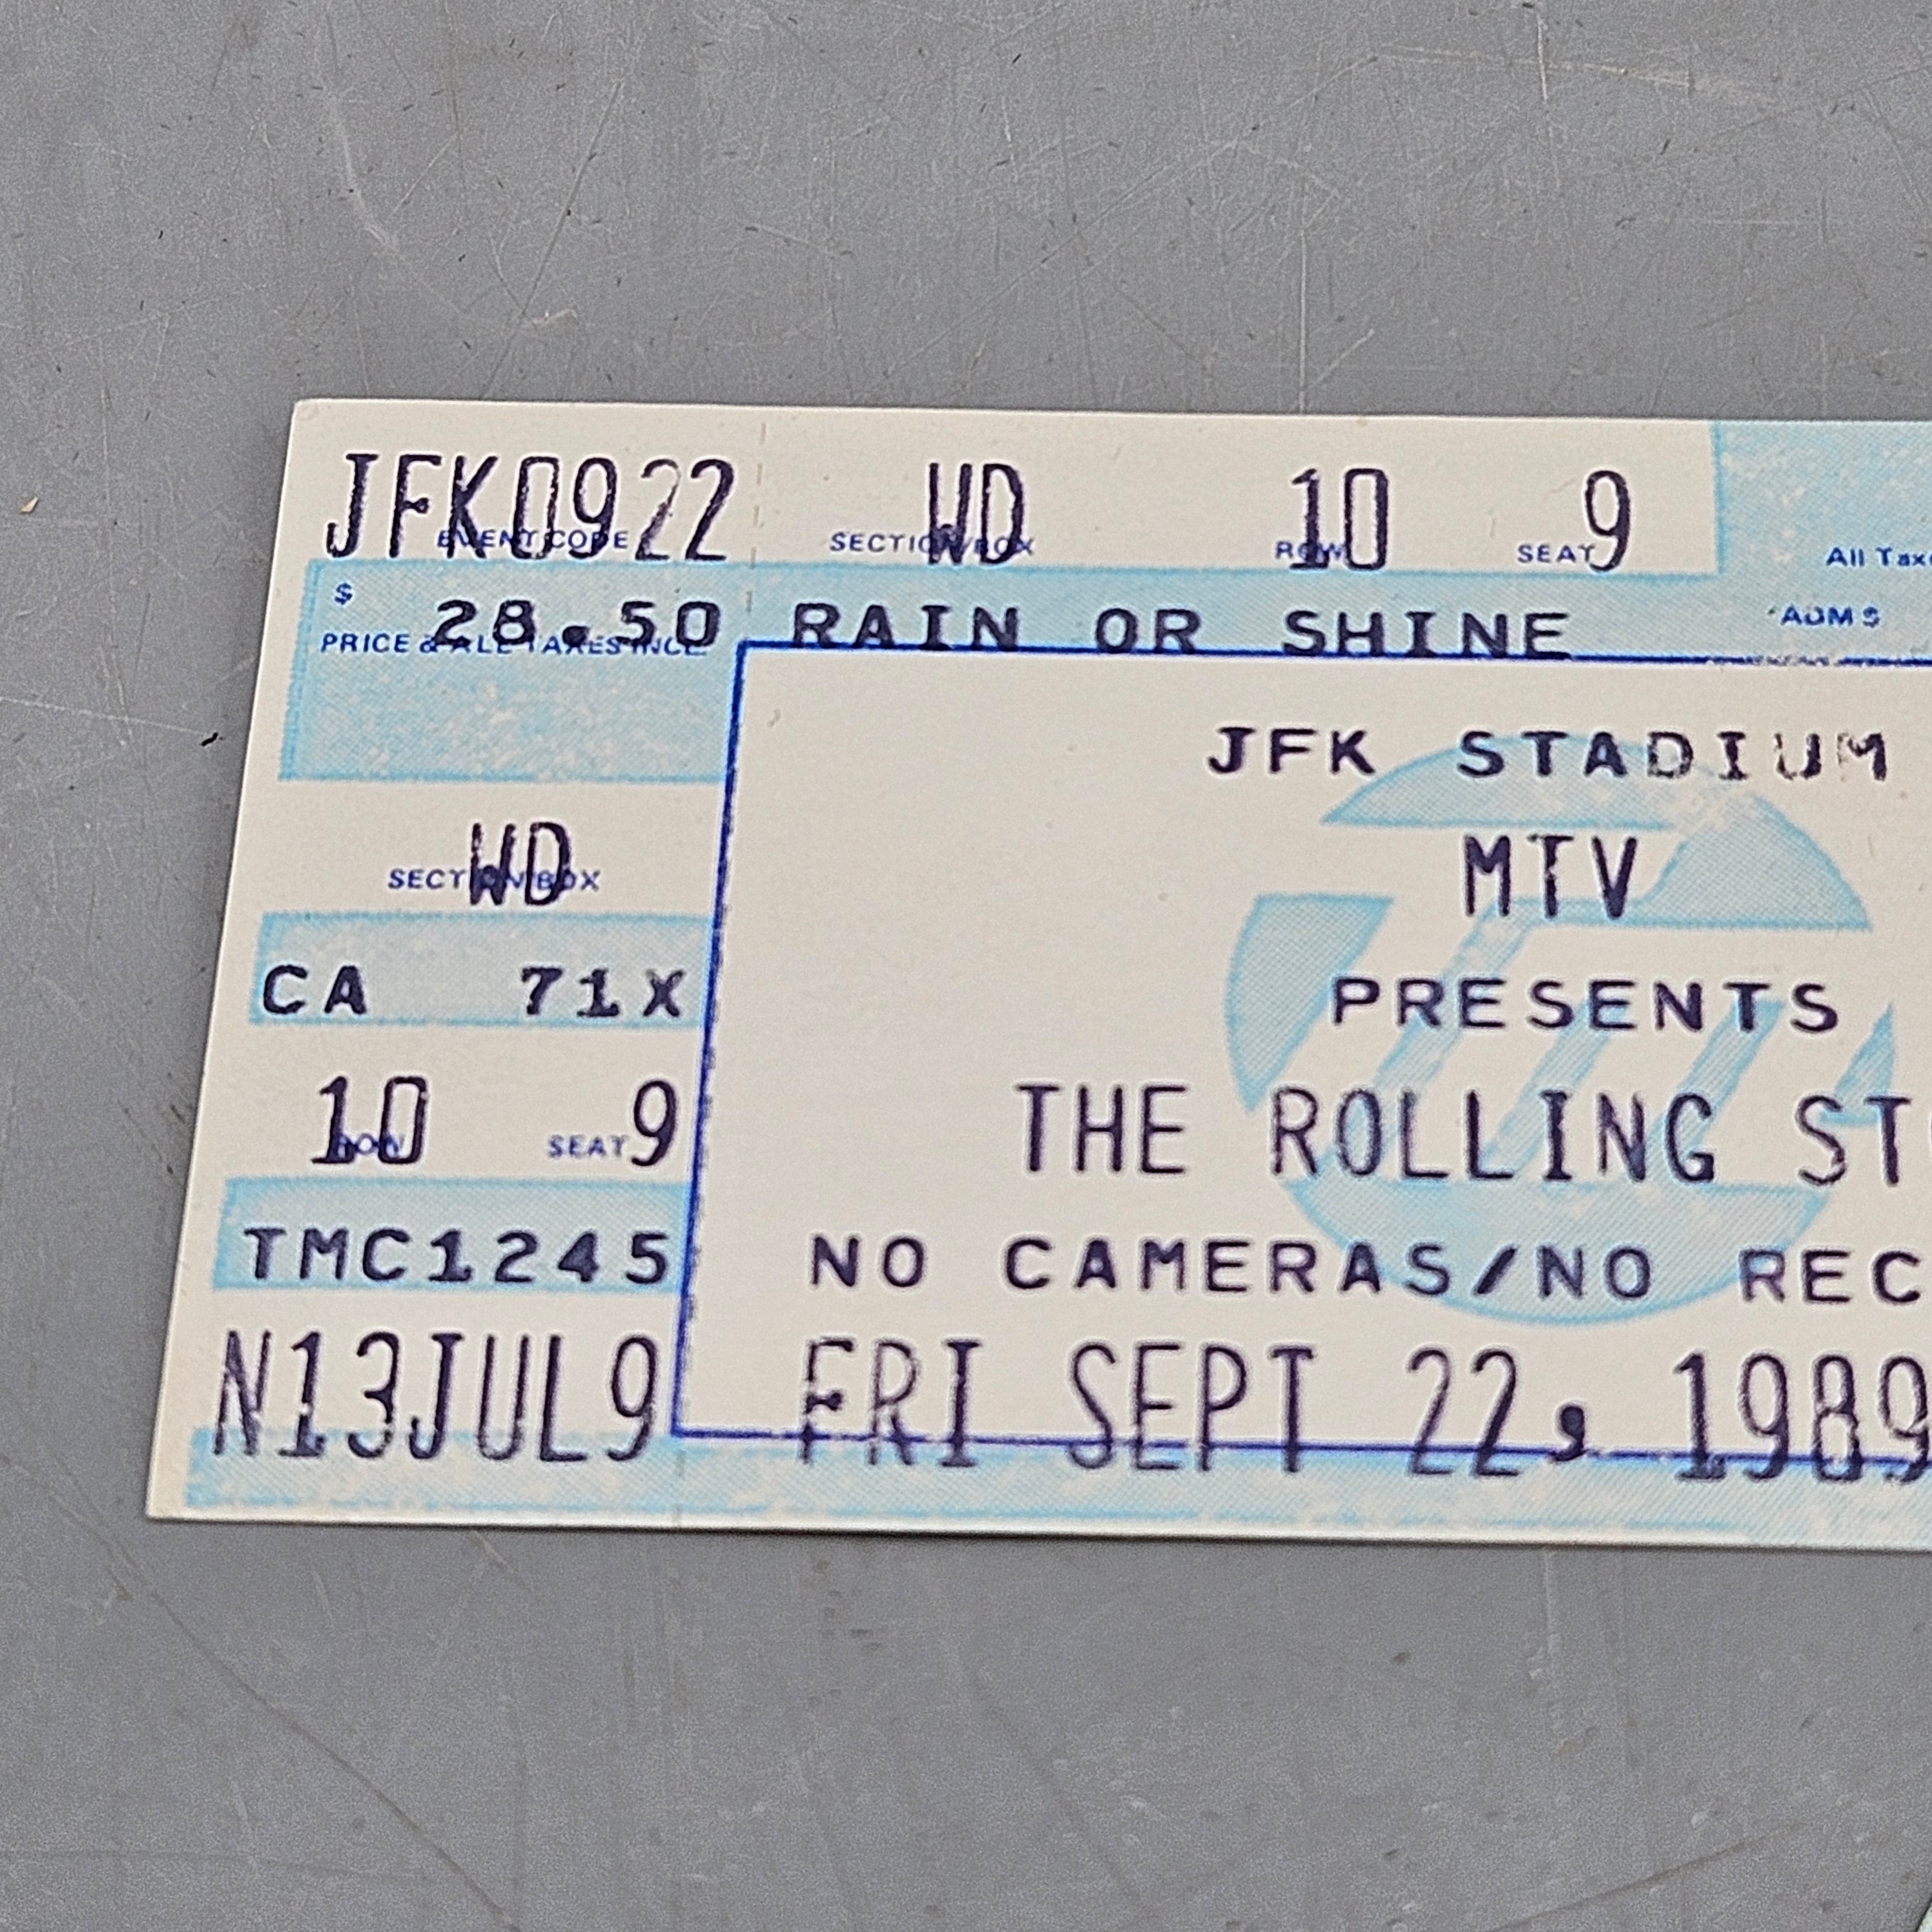 JFK0922 WD 10 9
EVENT CODE SECTION/BOX ROW SEAT All Tax
$ 28.50 RAIN OR SHINE ADM $
PRICE & ALL TAXES INCL.
JFK STADIUM
WD MTV
SECTION/BOX
CA 71X PRESENTS
10 9 THE ROLLING ST
ROW SEAT
TMC1245 NO CAMERAS/NO REC
N13JUL9 FRI SEPT 22, 1989